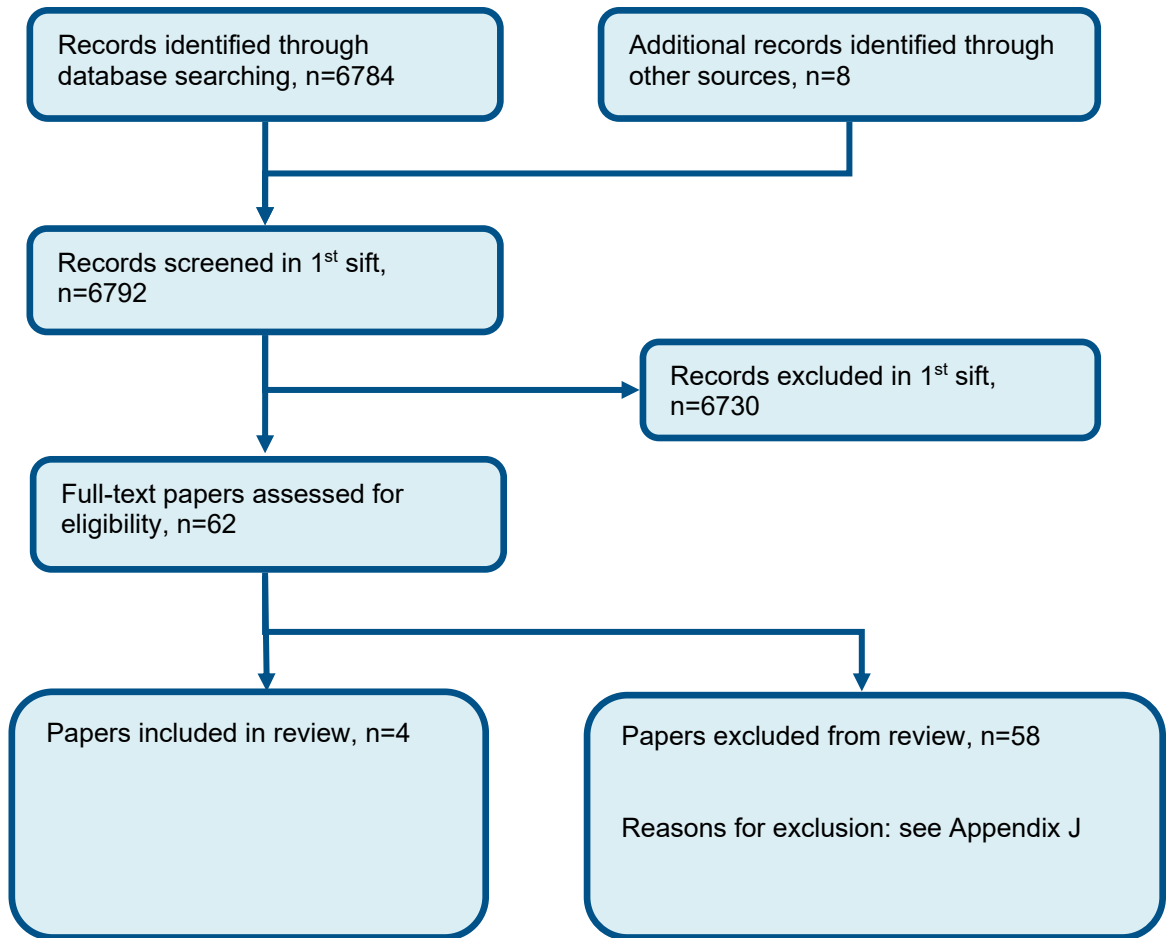 Records identified through
database searching, n=6784
Additional records identified through
other sources, n=8
Records screened in 1st sift,
n=6792
Records excluded in 1st sift,
n=6730
Full-text papers assessed for
eligibility, n=62
Papers included in review, n=4
Papers excluded from review, n=58
Reasons for exclusion: see Appendix J